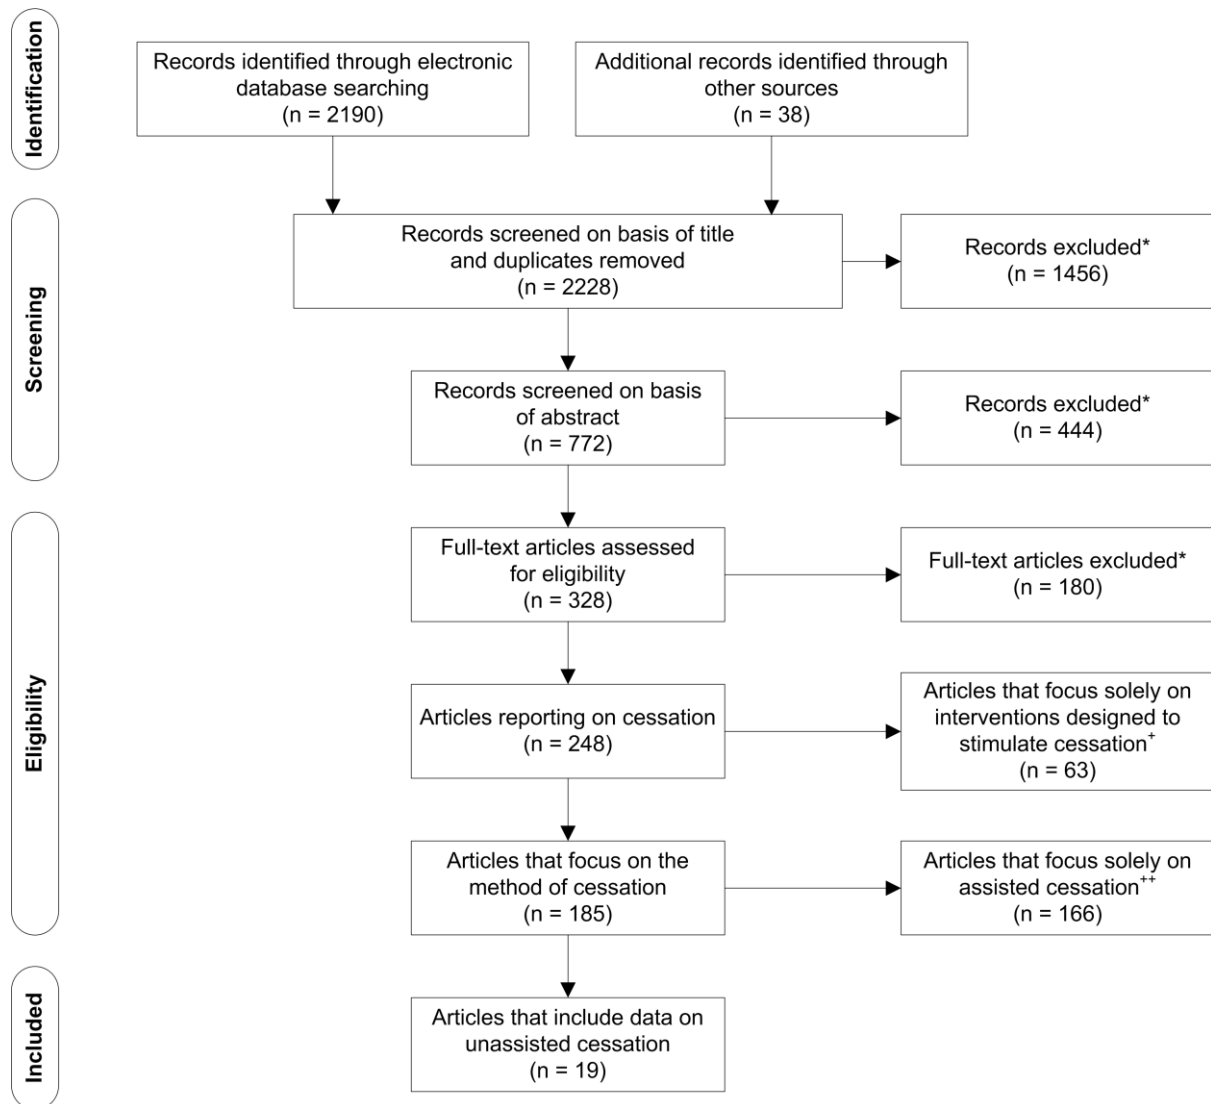 Identification
Records identified through electronic
database searching
(n = 2190)
Additional records identified through
other sources
(n = 38)
Screening
Records screened on basis of title
and duplicates removed
(n = 2228)
Records excluded*
(n = 1456)
Records screened on basis
of abstract
(n = 772)
Records excluded*
(n = 444)
Eligibility
Full-text articles assessed
for eligibility
(n = 328)
Full-text articles excluded*
(n = 180)
Articles reporting on cessation
(n = 248)
Articles that focus solely on
interventions designed to
stimulate cessation+
(n = 63)
Articles that focus on the
method of cessation
(n = 185)
Articles that focus solely on
assisted cessation++
(n = 166)
Included
Articles that include data on
unassisted cessation
(n = 19)